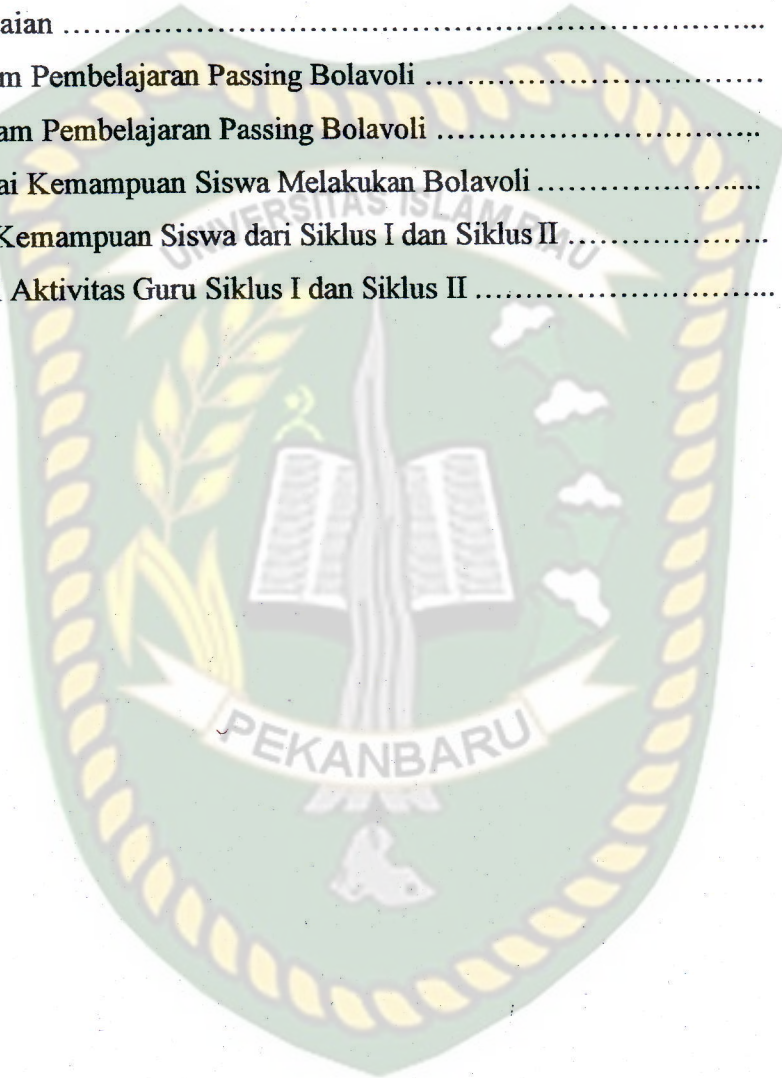 aian ……………………………………………………………...
m Pembelajaran Passing Bolavoli ……………………………
am Pembelajaran Passing Bolavoli …………………………..
ai Kemampuan Siswa Melakukan Bolavoli ………………….....
UNIVERSITAS ISLAM RIAU
Kemampuan Siswa dari Siklus I dan Siklus II ………………..
Aktivitas Guru Siklus I dan Siklus II ………………………...
PEKANBARU